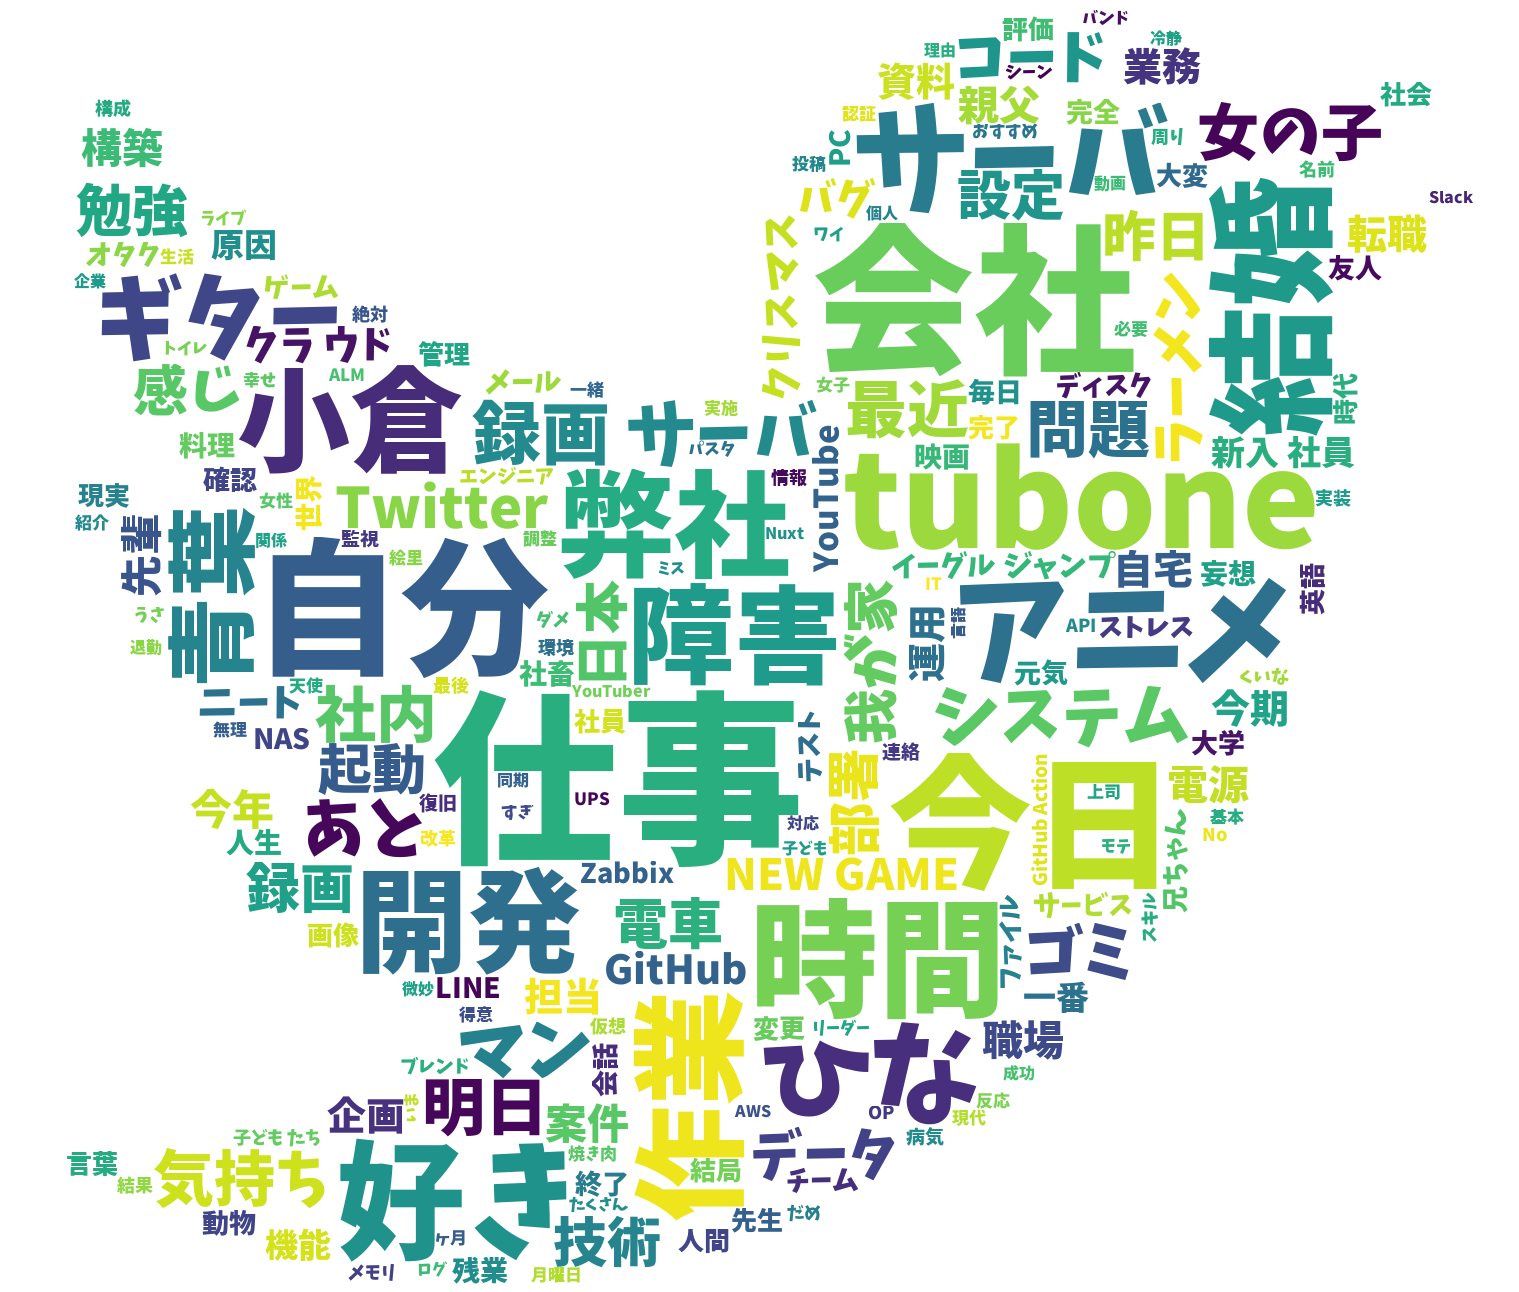 バンド
評価
冷静
理由
コード
シーン
業務
資料
親父
社会
構成
認証
完全
女の子
サーバ
おすすめ
周り
構築
PC
投稿
設定
動画
大変
名前
勉強
バグ
Slack
ライブ
個人
昨日
結婚
転職
原因
クリスマス
ワイ
オタク
生活
会社
友人
企業
ギター
ゲーム
ラーメン
絶対
必要
クラウド
トイレ
管理
感じ
幸せ
ALM
メール
一緒
女子
最近
毎日
ディスク
時代
小倉
録画
サーバ
実施
完了
問題
料理
パスタ
映画
新入 社員
確認
エンジニア
情報
YouTube
tubone
現実
女性
世界
Twitter
弊社
実装
紹介
先輩
青葉
関係
監視
調整
Nuxt
自分
絵里
ミス
イーグル ジャンプ
自宅
妄想
IT
英語
うさ
ダメ
日本
障害
我が家
運用
言語
アニメ
API
ストレス
退勤
環境
社畜
元気
ニート
天使
最後
YouTuber
くいな
社内
社員
システム
今期
無理
NAS
仕事
テスト
連絡
大学
起動
同期
部署
今日
GitHub Action
電源
今年
あと
復旧
すぎ
UPS
対応
上司
基本
人生
改革
子ども
モテ
No
兄ちゃん
録画
開発
Zabbix
NEW GAME
サービス
スキル
画像
電車
時間
ファイル
ゴミ
GitHub
微妙
LINE
担当
一番
得意
作業
仮想
変更
リーダー
職場
マン
会話
ひな
ブレンド
成功
企画
明日
案件
AWS
OP
反応
現代
子ども たち
焼き肉
データ
病気
言葉
結果
気持ち
好き
終了
結局
チーム
たくさん
動物
先生
だめ
機能
ヶ月
技術
人間
メモリ
ログ
残業
月曜日